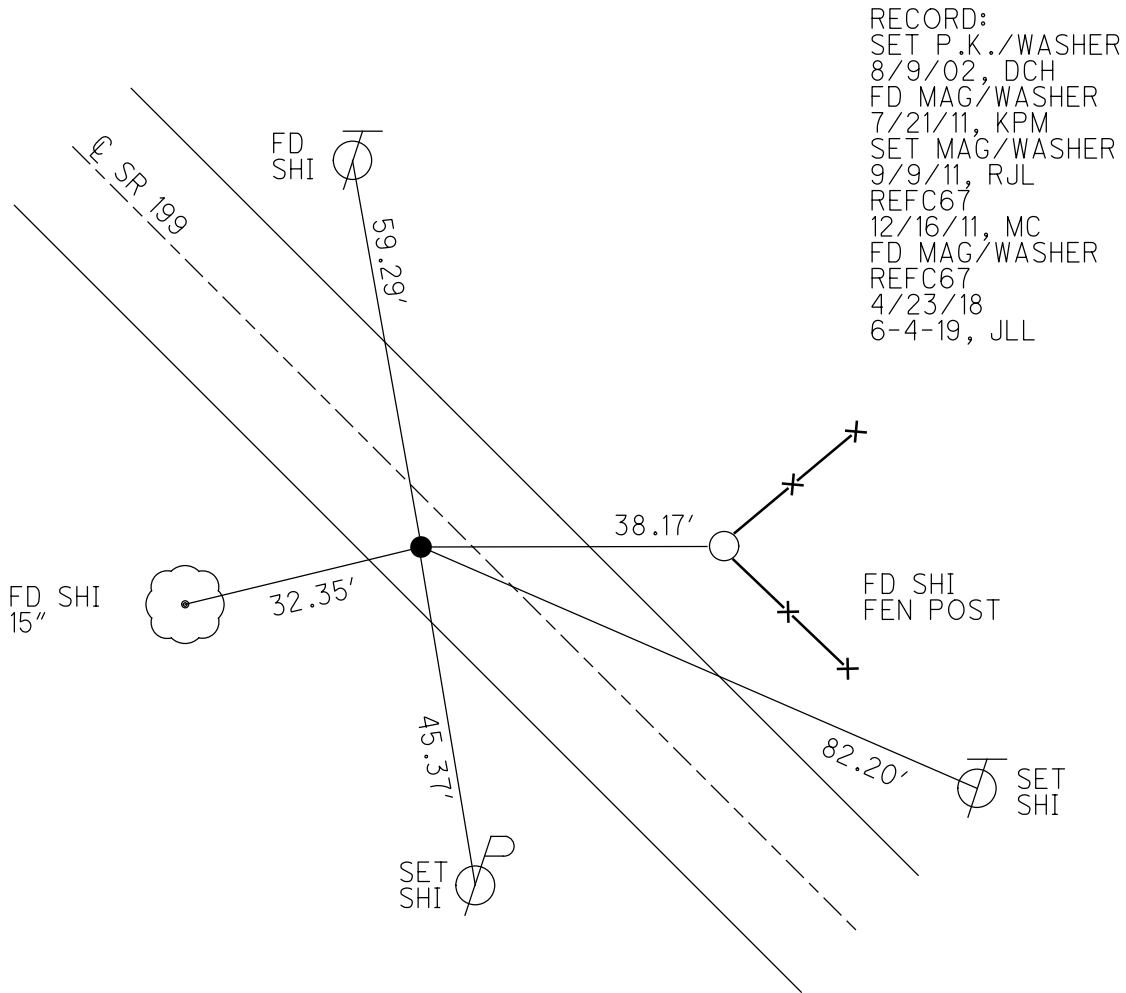 RECORD:
SET P.K./WASHER
8/9/02, DCH
FD MAG/WASHER
7/21/11, KPM
SET MAG/WASHER
9/9/11, RJL
REFC67
12/16/11, MC
FD MAG/WASHER
REFC67
4/23/18
6-4-19, JLL
FD
SHI
℄ SR 199
59.29'
38.17'
FD SHI
FEN POST
FD SHI
15"
32.35'
45.37'
82.20'
SET
SHI
SET
SHI